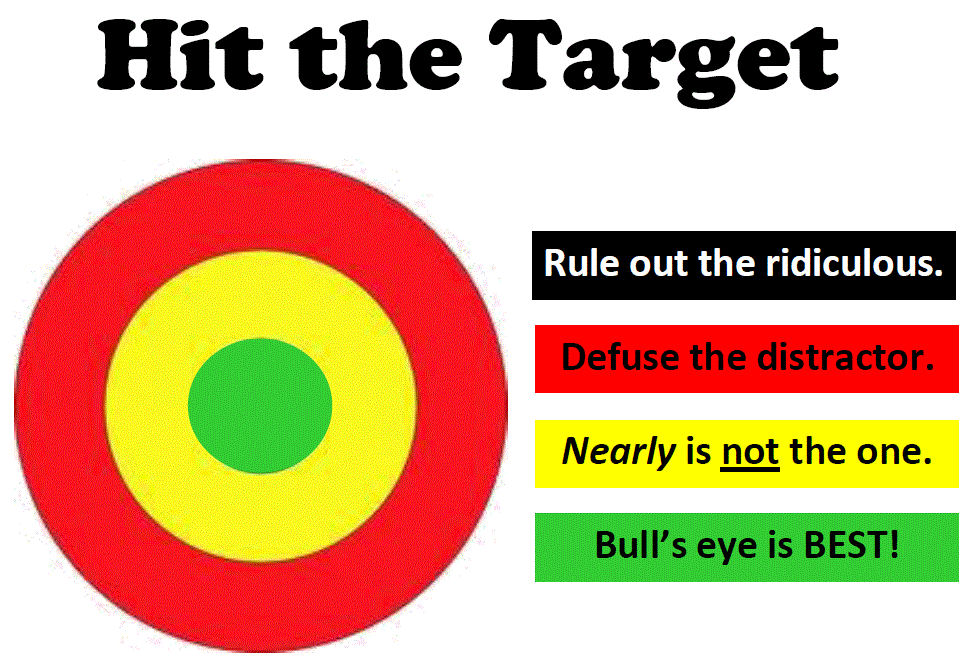 Hit the Target
Rule out the ridiculous.
Defuse the distractor.
Nearly is not the one.
Bull’s eye is BEST!